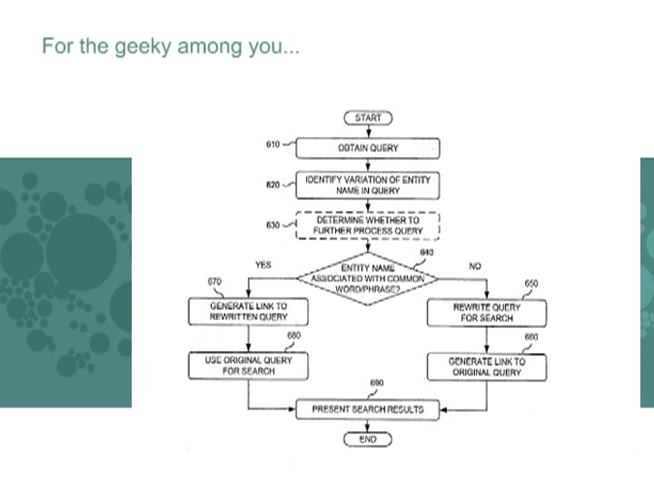 For the geeky among you...
START
610
OBTAIN QUERY
620
IDENTIFY VARIATION OF ENTITY
NAME IN QUERY
630
DETERMINE WHETHER TO
FURTHER PROCESS QUERY
640
YES
ENTITY NAME
ASSOCIATED WITH COMMON
WORD/PHRASE?
NO
670
GENERATE LINK TO
REWRITTEN QUERY
650
REWRITE QUERY
FOR SEARCH
680
USE ORIGINAL QUERY
FOR SEARCH
660
GENERATE LINK TO
ORIGINAL QUERY
690
PRESENT SEARCH RESULTS
END